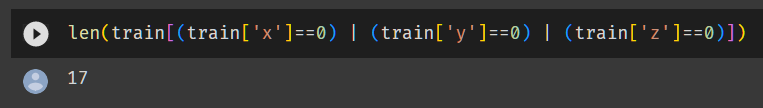 len(train[(train['x']==0) | (train['y']==0) | (train['z']==0)])
17